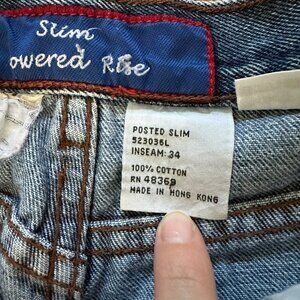 Slim
owered Rise
POSTED SLIM
523036L
INSEAM: 34
100% COTTON
RN 48369
MADE IN HONG KONG